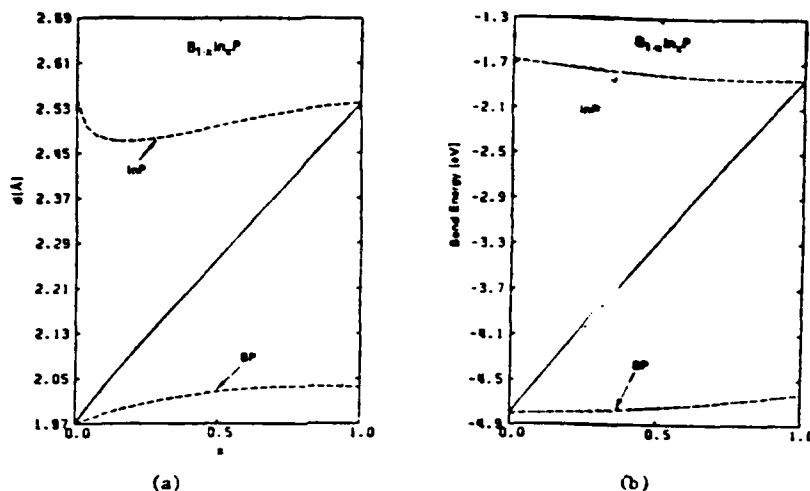 B1-xInxP
d[Å]
2.69
2.61
2.53
2.45
2.37
2.29
2.21
2.13
2.05
1.97
InP
BP
0.0
0.5
1.0
x
(a)
B1-xInxP
Bond Energy [eV]
-1.3
-1.7
-2.1
-2.5
-2.9
-3.3
-3.7
-4.1
-4.5
-4.9
InP
BP
0.0
0.5
1.0
(b)